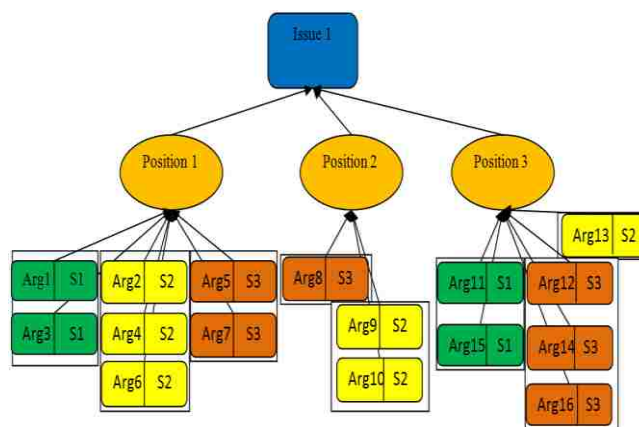 Issue 1
Position 1
Position 2
Position 3
Arg13 S2
Arg1 S1
Arg2 S2
Arg5 S3
Arg8 S3
Arg11 S1
Arg12 S3
Arg3 S1
Arg4 S2
Arg7 S3
Arg9 S2
Arg15 S1
Arg14 S3
Arg6 S2
Arg10 S2
Arg16 S3